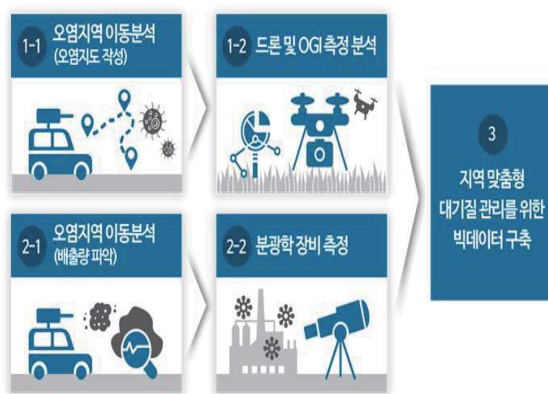 1-1 오염지역 이동분석
(오염지도 작성)
1-2 드론 및 OGI 측정 분석
2-1 오염지역 이동분석
(배출량 파악)
2-2 분광학 장비 측정
3
지역 맞춤형
대기질 관리를 위한
빅데이터 구축